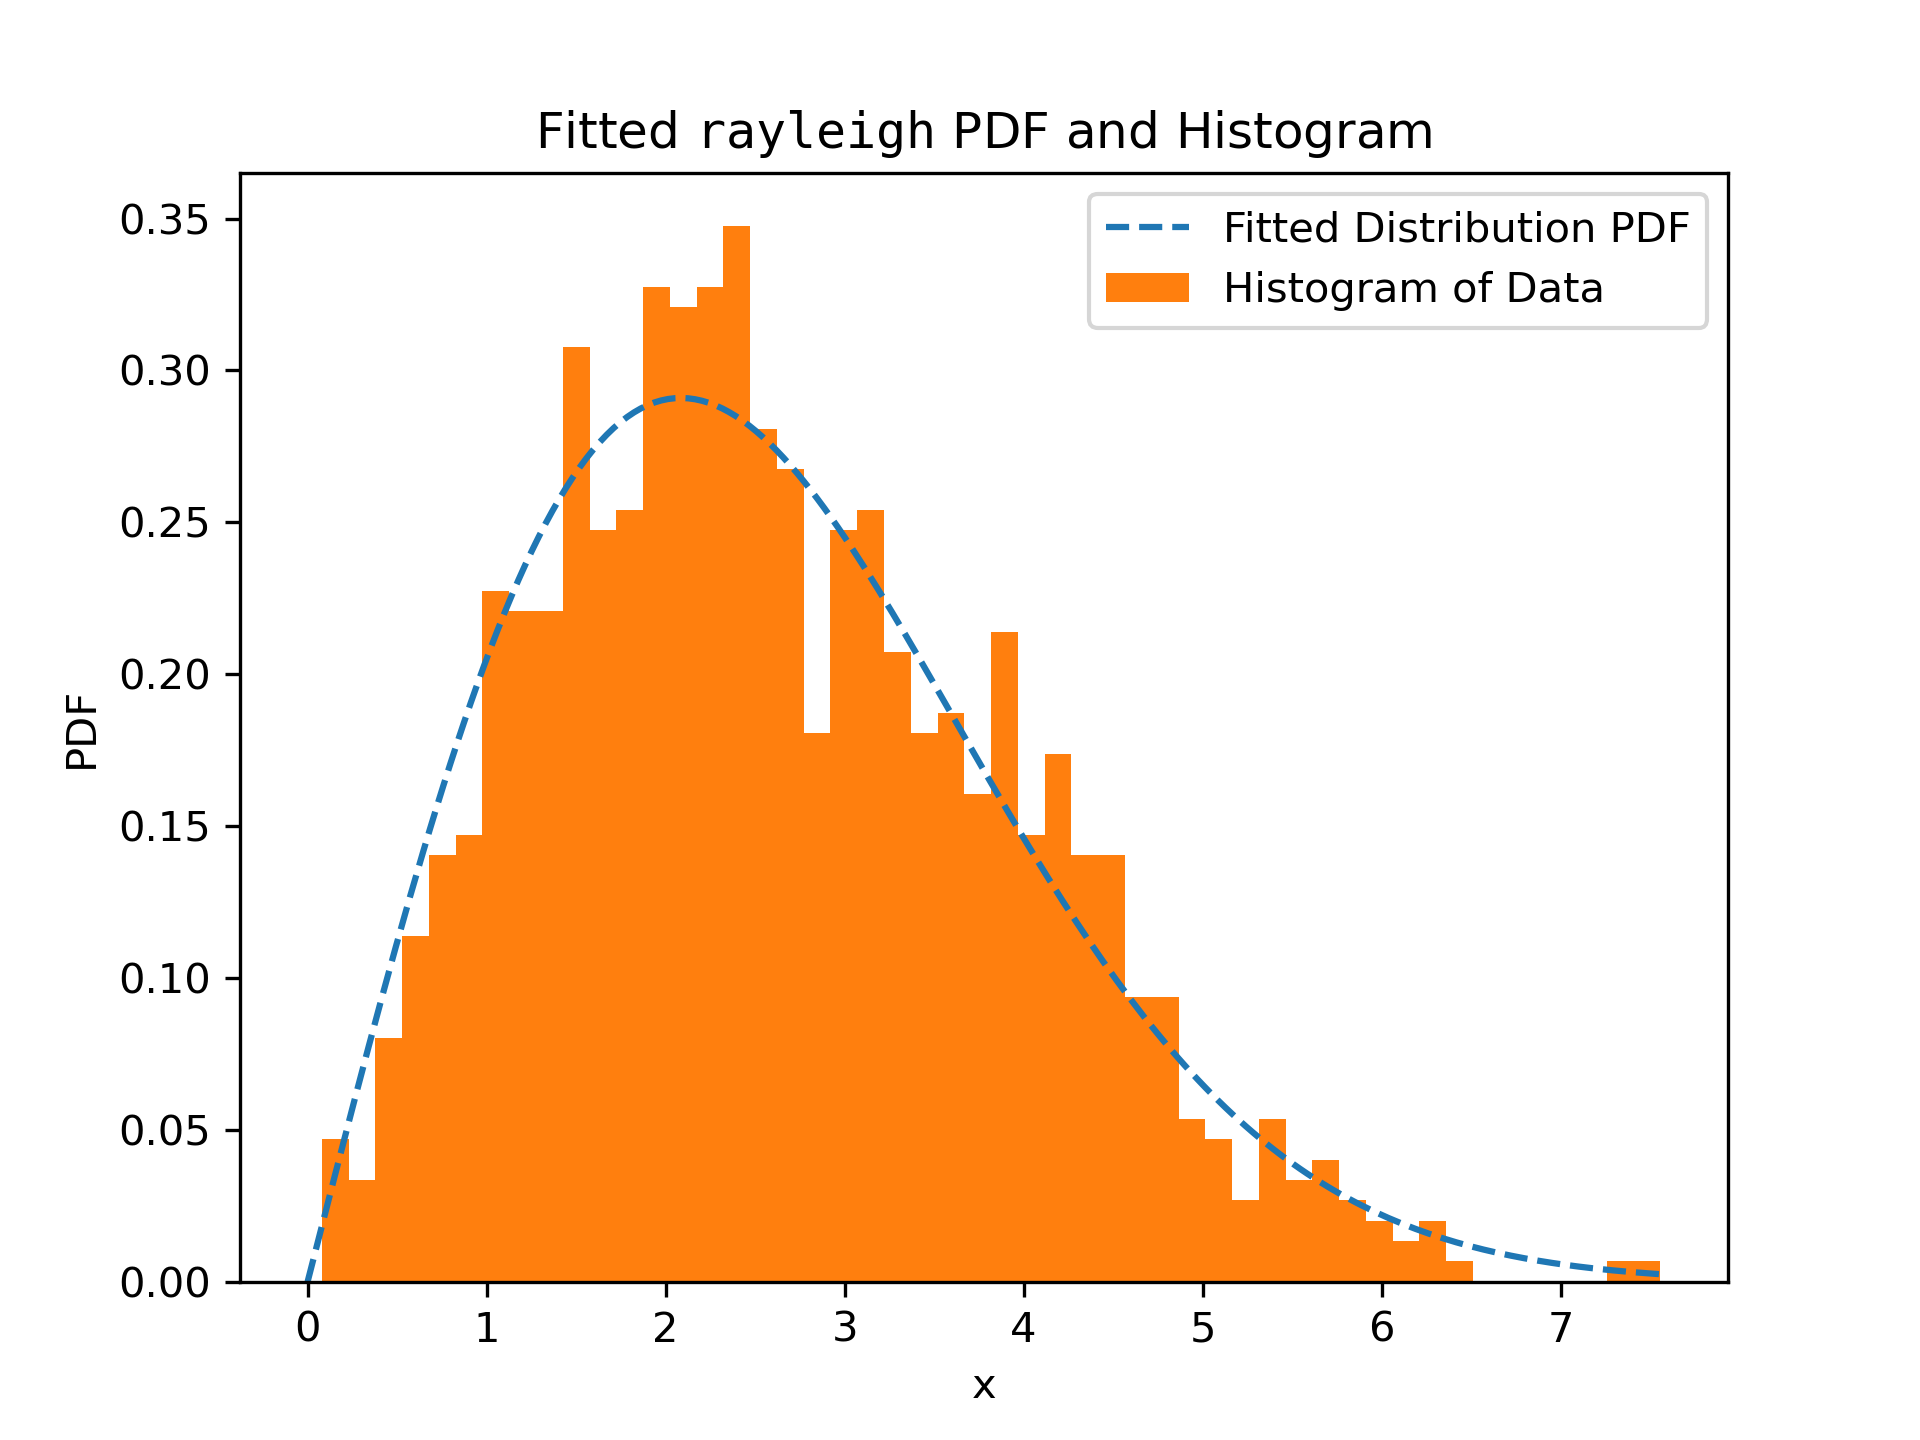 Fitted rayleigh PDF and Histogram
Fitted Distribution PDF
Histogram of Data
0.35
0.30
0.25
0.20
0.15
0.10
0.05
0.00
PDF
0 1 2 3 4 5 6 7
x